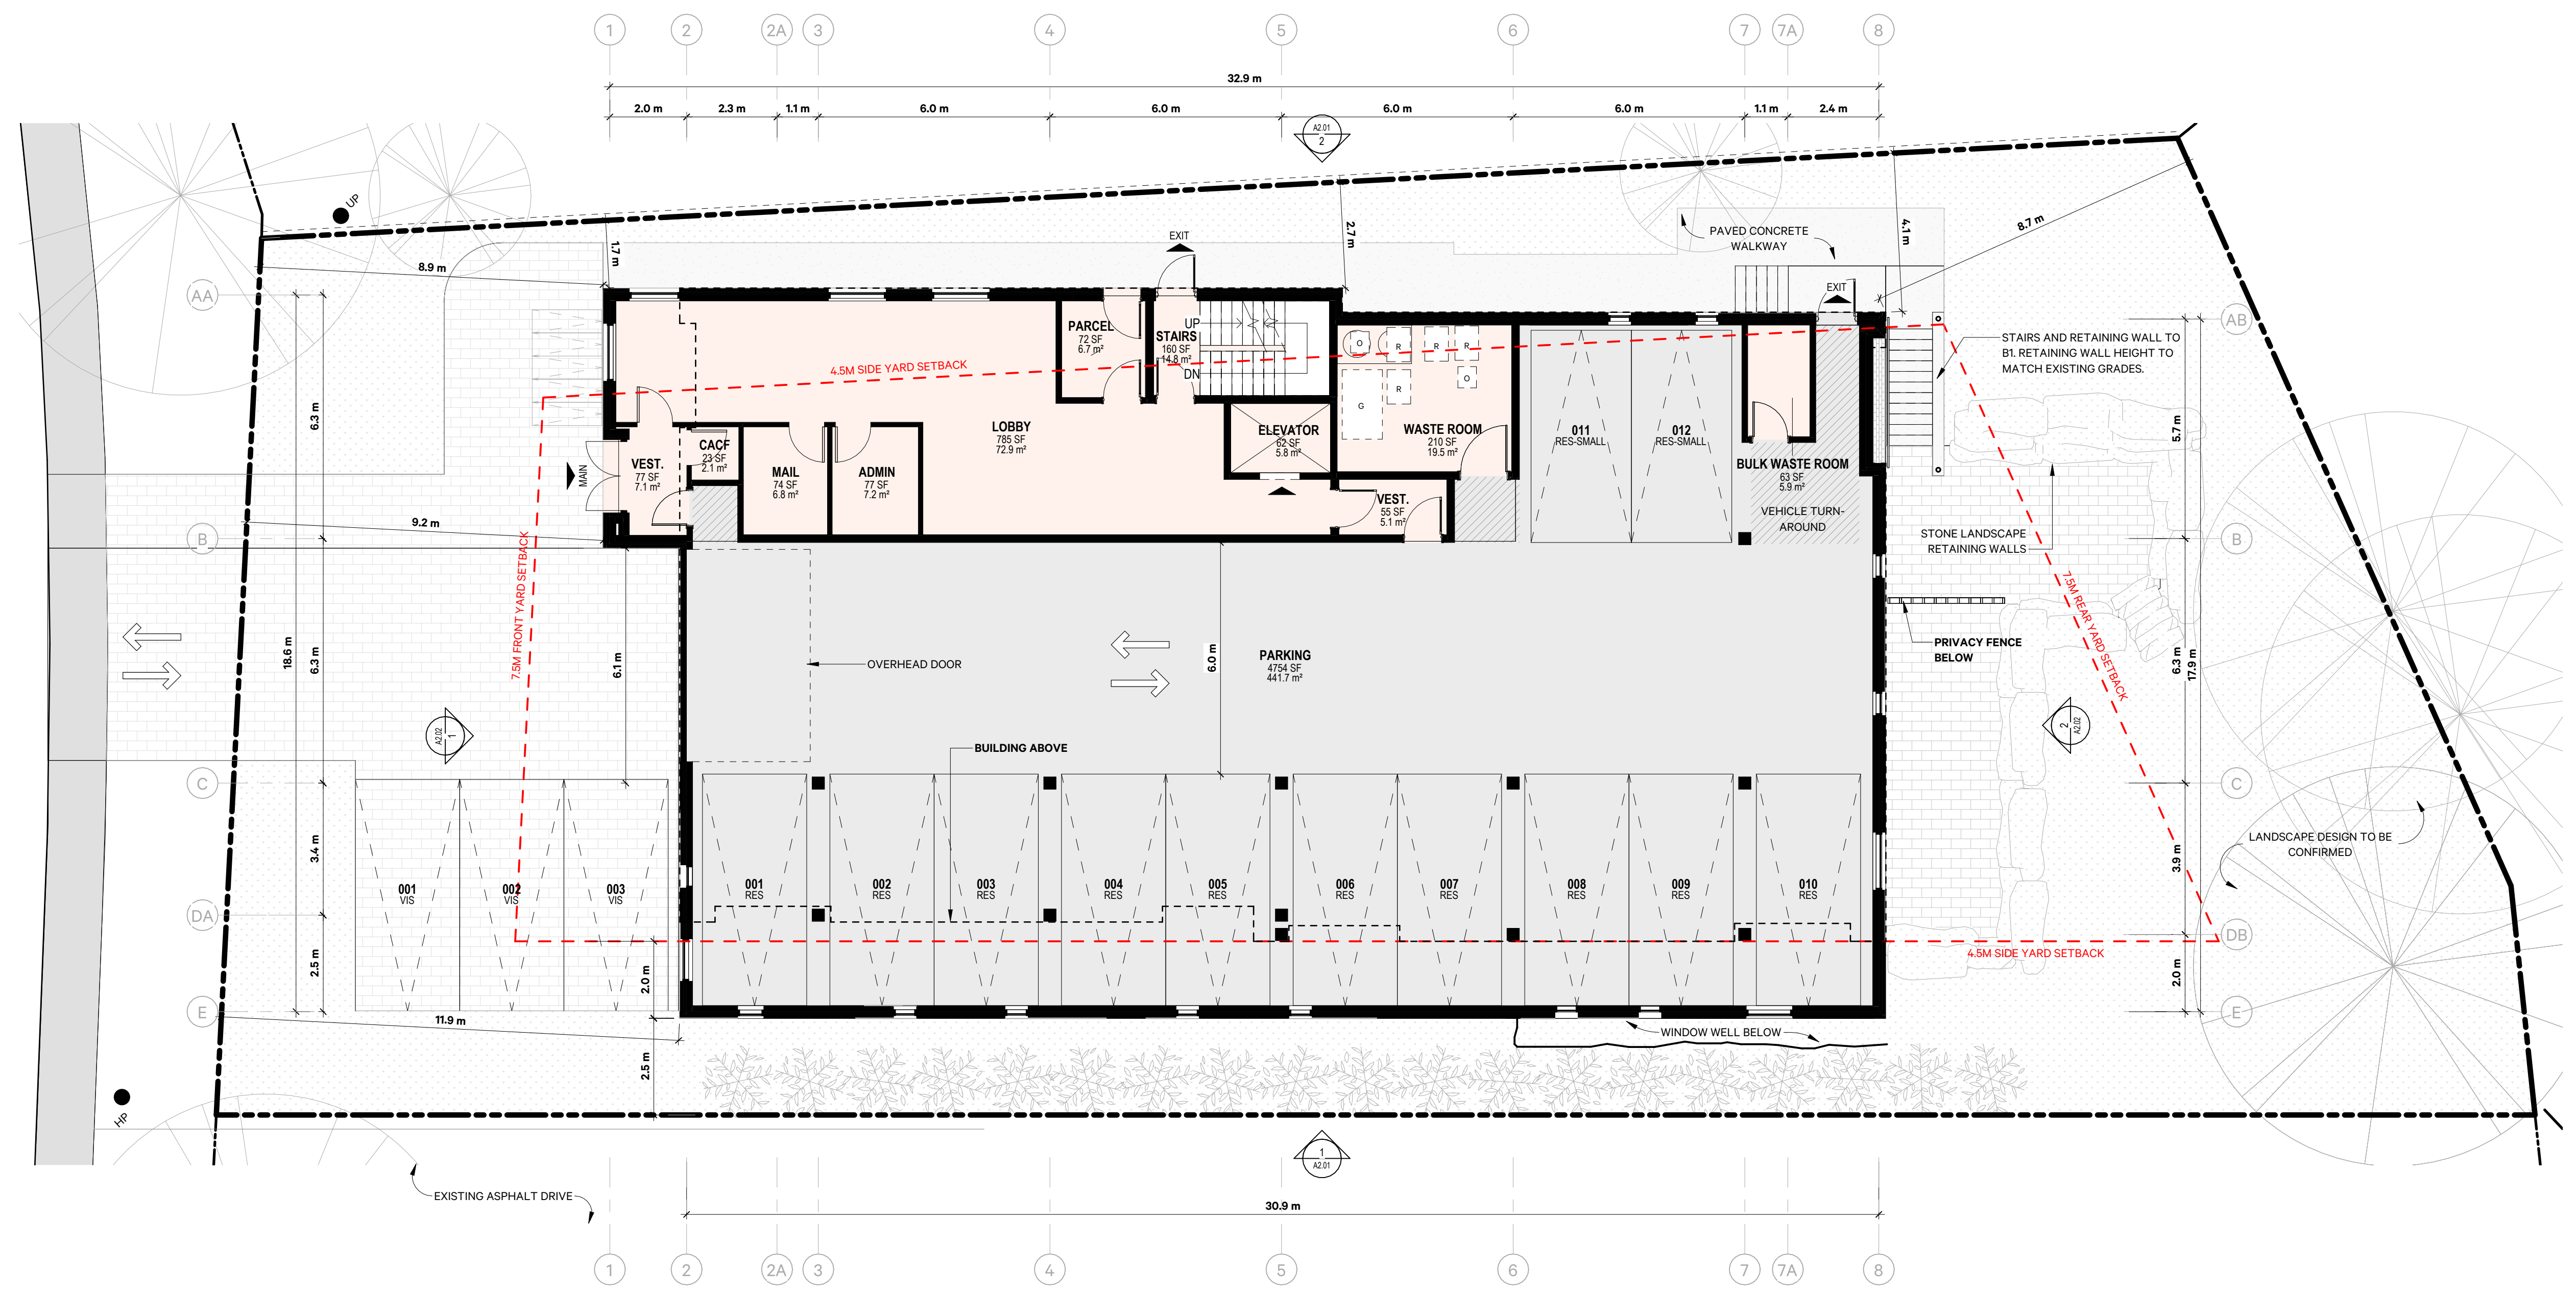 1 2 2A 3 4 5 6 7 7A 8
32.9 m
2.0 m 2.3 m 1.1 m 6.0 m 6.0 m 6.0 m 6.0 m 1.1 m 2.4 m
A2.01
2
UP
1.7 m
8.9 m
2.7 m
4.1 m
8.7 m
EXIT
PAVED CONCRETE
WALKWAY
EXIT
AA
AB
PARCEL
72 SF
6.7 m²
STAIRS
160 SF
14.8 m²
UP
DN
O R R R
R O
G
4.5M SIDE YARD SETBACK
STAIRS AND RETAINING WALL TO
B1. RETAINING WALL HEIGHT TO
MATCH EXISTING GRADES.
6.3 m
5.7 m
LOBBY
785 SF
72.9 m²
ELEVATOR
62 SF
5.8 m²
WASTE ROOM
210 SF
19.5 m²
011
RES-SMALL
012
RES-SMALL
CACF
23 SF
2.1 m²
VEST.
77 SF
7.1 m²
MAIN
MAIL
74 SF
6.8 m²
ADMIN
77 SF
7.2 m²
VEST.
55 SF
5.1 m²
BULK WASTE ROOM
63 SF
5.9 m²
VEHICLE TURN-
AROUND
9.2 m
B
B
STONE LANDSCAPE
RETAINING WALLS
7.5M FRONT YARD SETBACK
7.5M REAR YARD SETBACK
18.6 m
6.3 m
6.1 m
OVERHEAD DOOR
6.0 m
PARKING
4754 SF
441.7 m²
PRIVACY FENCE
BELOW
6.3 m
17.9 m
A2.02
1
2
A2.02
BUILDING ABOVE
C
C
3.4 m
3.9 m
LANDSCAPE DESIGN TO BE
CONFIRMED
001
VIS
002
VIS
003
VIS
001
RES
002
RES
003
RES
004
RES
005
RES
006
RES
007
RES
008
RES
009
RES
010
RES
DA
DB
4.5M SIDE YARD SETBACK
2.5 m
2.0 m
2.0 m
E
E
11.9 m
WINDOW WELL BELOW
2.5 m
HP
1
A2.01
EXISTING ASPHALT DRIVE
30.9 m
1 2 2A 3 4 5 6 7 7A 8